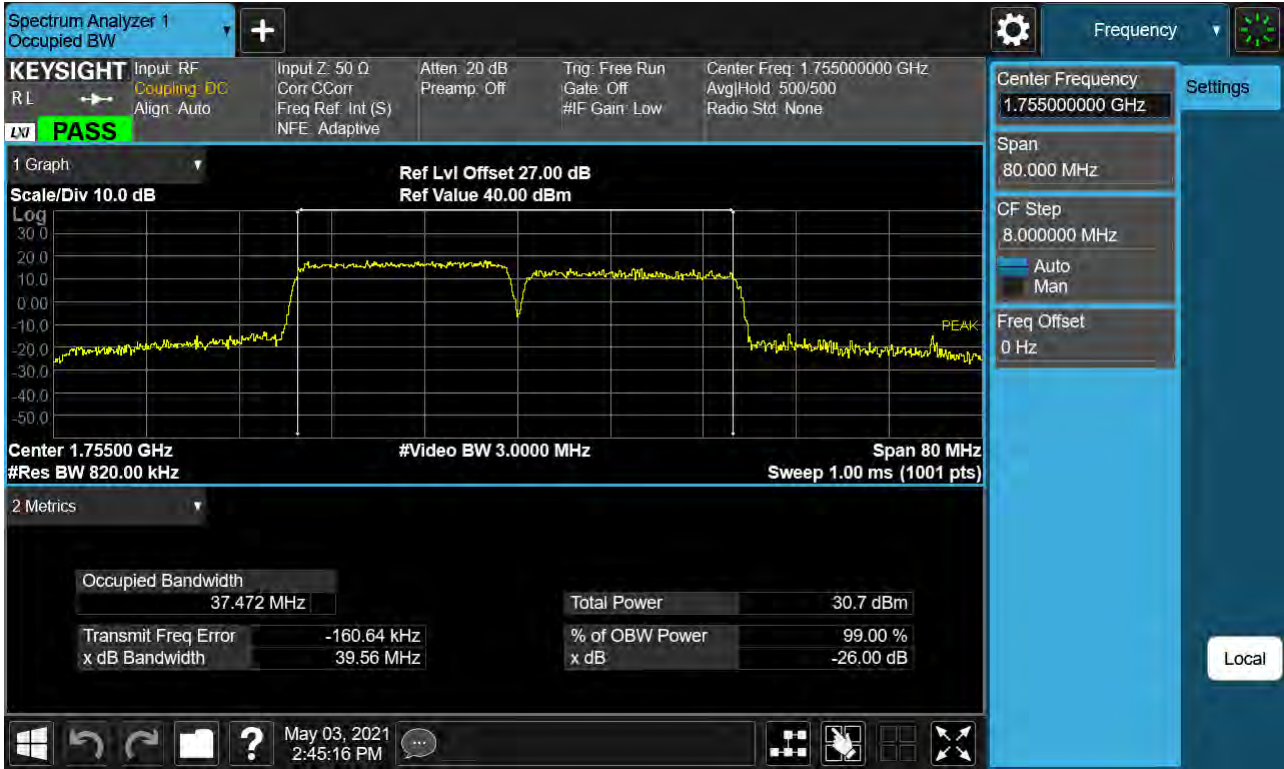 Spectrum Analyzer 1
Occupied BW
Frequency
KEYSIGHT
R L
LXI PASS
Input: RF
Coupling: DC
Align: Auto
Input Z: 50 Ω
Corr CCorr
Freq Ref: Int (S)
NFE: Adaptive
Atten: 20 dB
Preamp: Off
Trig: Free Run
Gate: Off
#IF Gain: Low
Center Freq: 1.755000000 GHz
Avg|Hold: 500/500
Radio Std: None
1 Graph
Scale/Div 10.0 dB
Ref Lvl Offset 27.00 dB
Ref Value 40.00 dBm
Log
30.0
20.0
10.0
0.00
-10.0
-20.0
-30.0
-40.0
-50.0
PEAK
Center 1.75500 GHz
#Res BW 820.00 kHz
#Video BW 3.0000 MHz
Span 80 MHz
Sweep 1.00 ms (1001 pts)
2 Metrics
Occupied Bandwidth
37.472 MHz
Transmit Freq Error -160.64 kHz
x dB Bandwidth 39.56 MHz
Total Power 30.7 dBm
% of OBW Power 99.00 %
x dB -26.00 dB
Center Frequency
1.755000000 GHz
Span
80.000 MHz
CF Step
8.000000 MHz
Auto
Man
Freq Offset
0 Hz
Settings
Local
May 03, 2021
2:45:16 PM